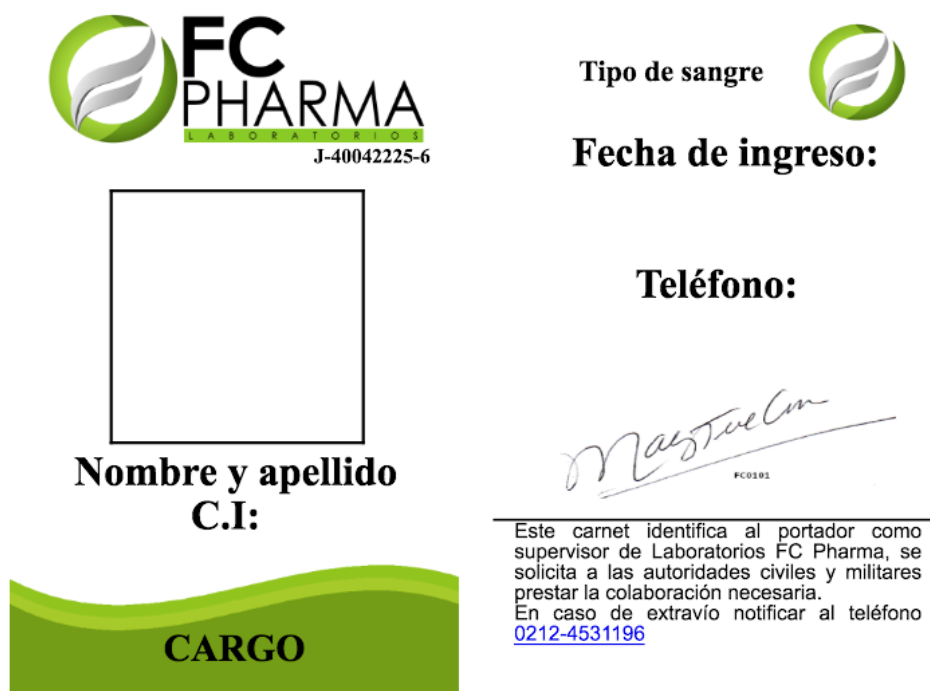 FC
PHARMA
LABORATORIOS
J-40042225-6
Nombre y apellido
C.I:
CARGO
Tipo de sangre
Fecha de ingreso:
Teléfono:
FC0101
Este carnet identifica al portador como
supervisor de Laboratorios FC Pharma, se
solicita a las autoridades civiles y militares
prestar la colaboración necesaria.
En caso de extravío notificar al teléfono
0212-4531196